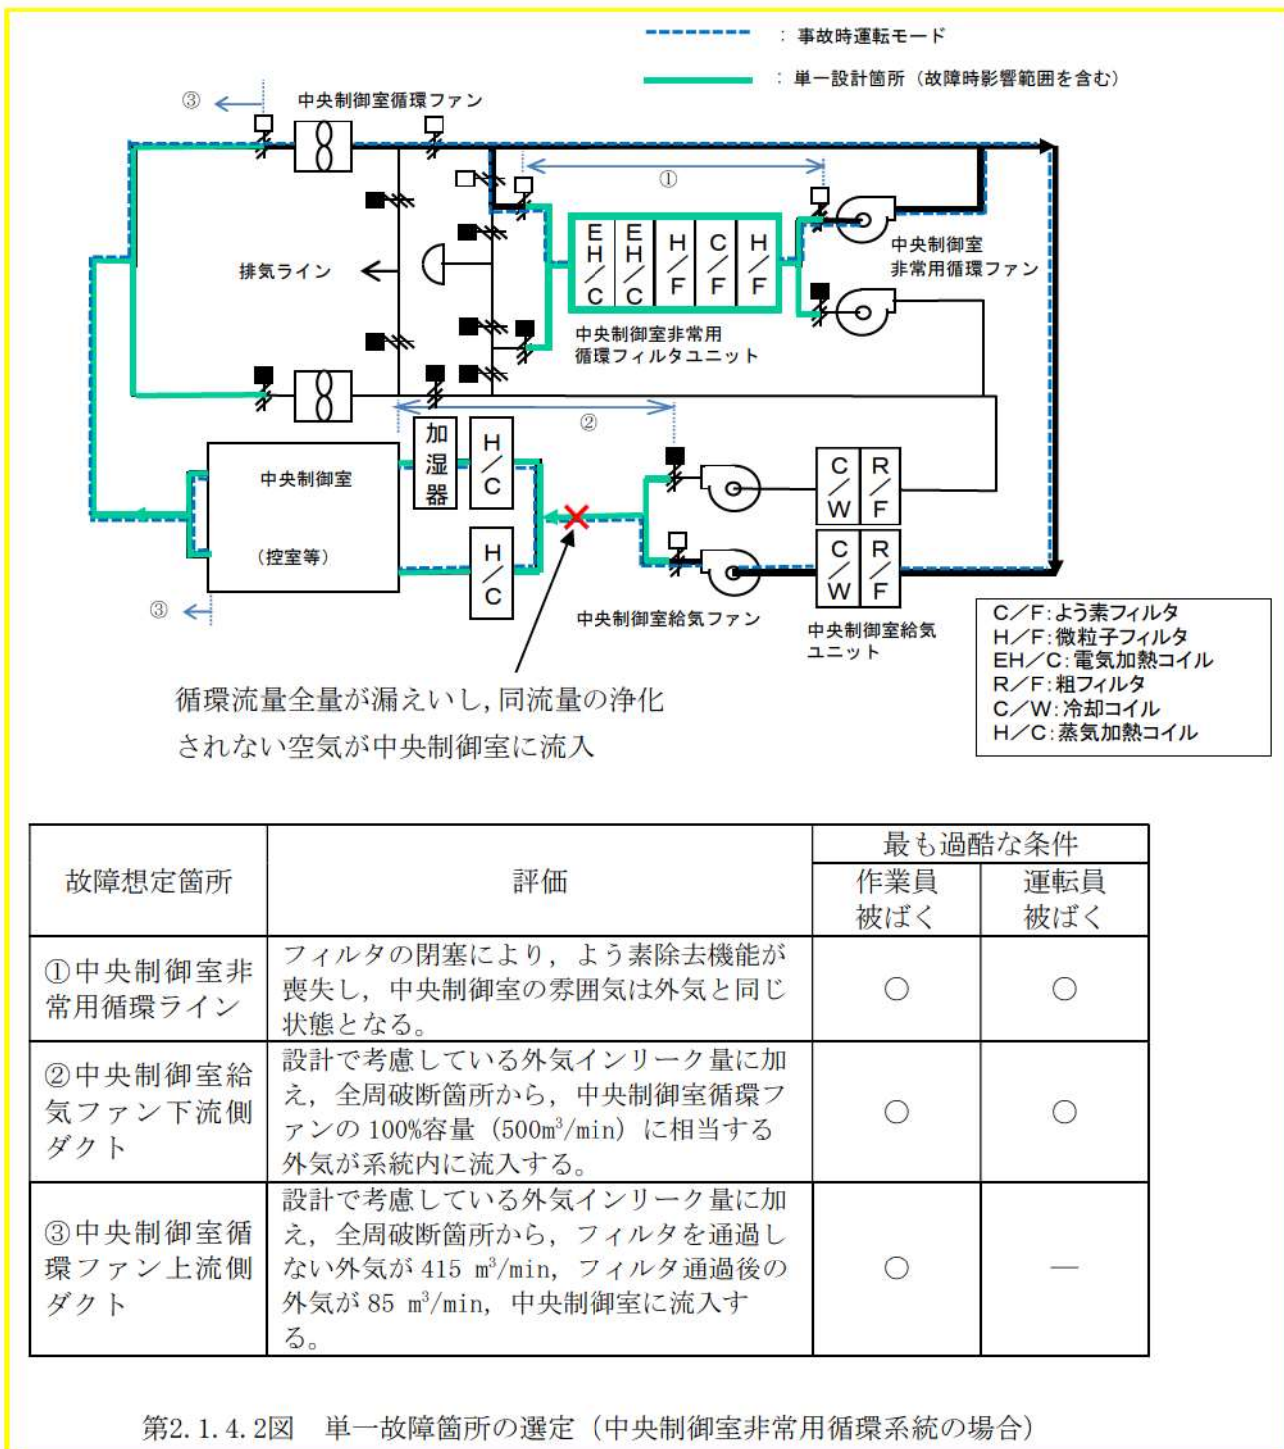 ：事故時運転モード
：単一設計箇所（故障時影響範囲を含む）
③
中央制御室循環ファン
①
排気ライン
EH／C
EH／C
H／F
C／F
H／F
中央制御室
非常用循環ファン
中央制御室非常用
循環フィルタユニット
②
加湿器
H／C
中央制御室
（控室等）
H／C
C／W
R／F
C／W
R／F
③
中央制御室給気ファン
中央制御室給気
ユニット
C／F：よう素フィルタ
H／F：微粒子フィルタ
EH／C：電気加熱コイル
R／F：粗フィルタ
C／W：冷却コイル
H／C：蒸気加熱コイル
循環流量全量が漏えいし,同流量の浄化
されない空気が中央制御室に流入
故障想定箇所
評価
最も過酷な条件
作業員
被ばく
運転員
被ばく
①中央制御室非
常用循環ライン
フィルタの閉塞により，よう素除去機能が
喪失し，中央制御室の雰囲気は外気と同じ
状態となる。
○
○
②中央制御室給
気ファン下流側
ダクト
設計で考慮している外気インリーク量に加
え，全周破断箇所から，中央制御室循環フ
ァンの 100%容量（500m³/min）に相当する
外気が系統内に流入する。
○
○
③中央制御室循
環ファン上流側
ダクト
設計で考慮している外気インリーク量に加
え，全周破断箇所から，フィルタを通過し
ない外気が 415 m³/min，フィルタ通過後の
外気が 85 m³/min，中央制御室に流入す
る。
○
—
第2.1.4.2図　単一故障箇所の選定（中央制御室非常用循環系統の場合）